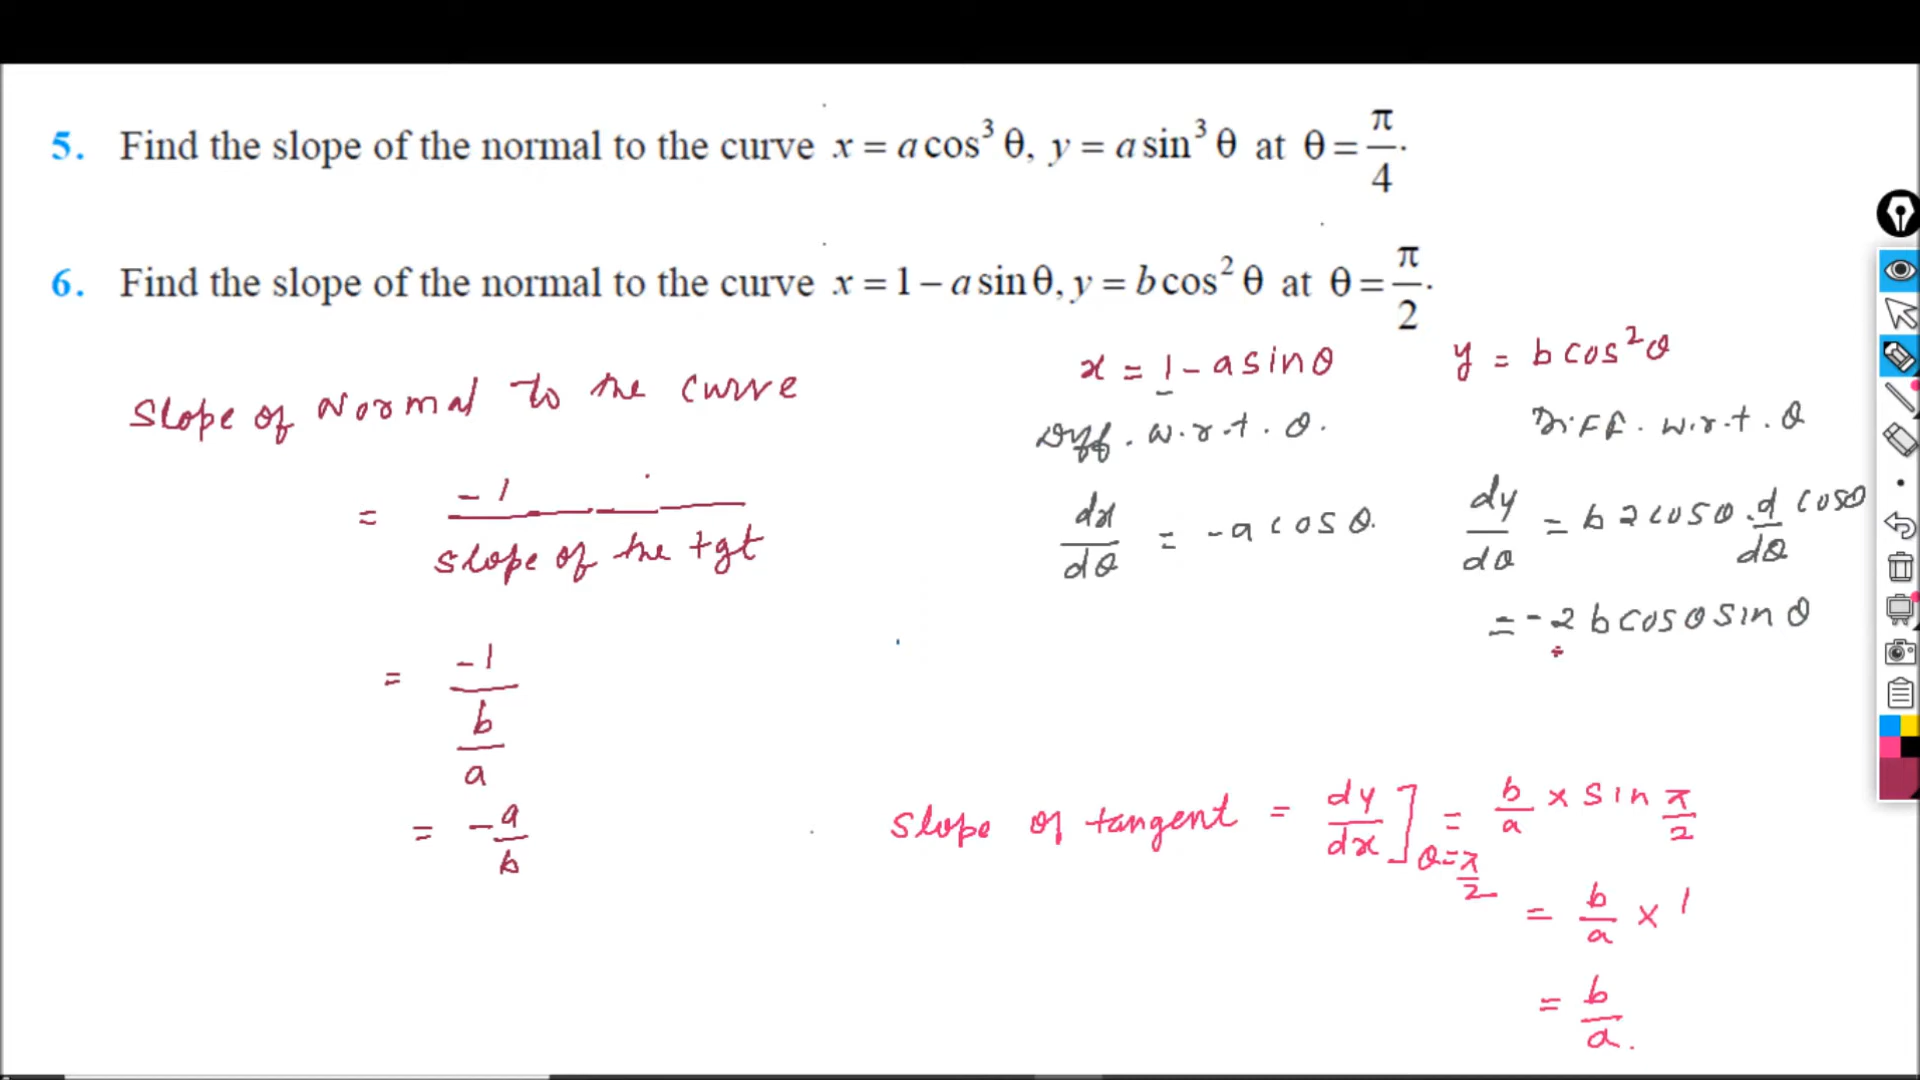 5. Find the slope of the normal to the curve x = a cos³ θ, y = a sin³ θ at θ = π/4.
6. Find the slope of the normal to the curve x = 1 − a sin θ, y = b cos² θ at θ = π/2.
x = 1 - a sin θ
y = b cos² θ
Slope of Normal to the curve
Diff. w.r.t. θ.
Diff. w.r.t. θ
= -1 / slope of the tgt
dx/dθ = -a cos θ.
dy/dθ = b 2 cos θ . d/dθ cos θ
= -2 b cos θ sin θ
= -1 / (b/a)
= -a/b
Slope of tangent = dy/dx ] θ = π/2 = b/a × sin π/2
= b/a × 1
= b/a.